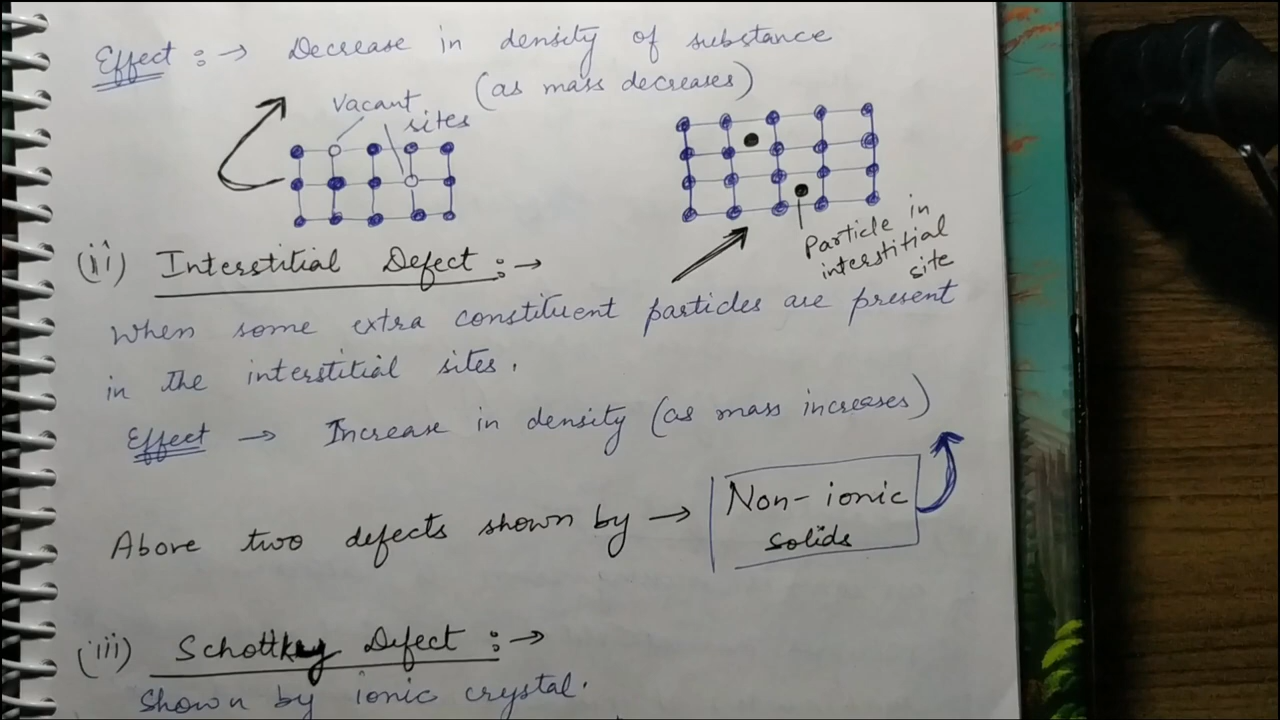 Effect :→ Decrease in density of substance
(as mass decreases)
Vacant
sites
Particle in
interstitial
site
(ii) Interstitial Defect :→
When some extra constituent particles are present
in the interstitial sites.
Effect → Increase in density (as mass increases)
Above two defects shown by → Non-ionic
solids
(iii) Schottky Defect :→
Shown by ionic crystal.